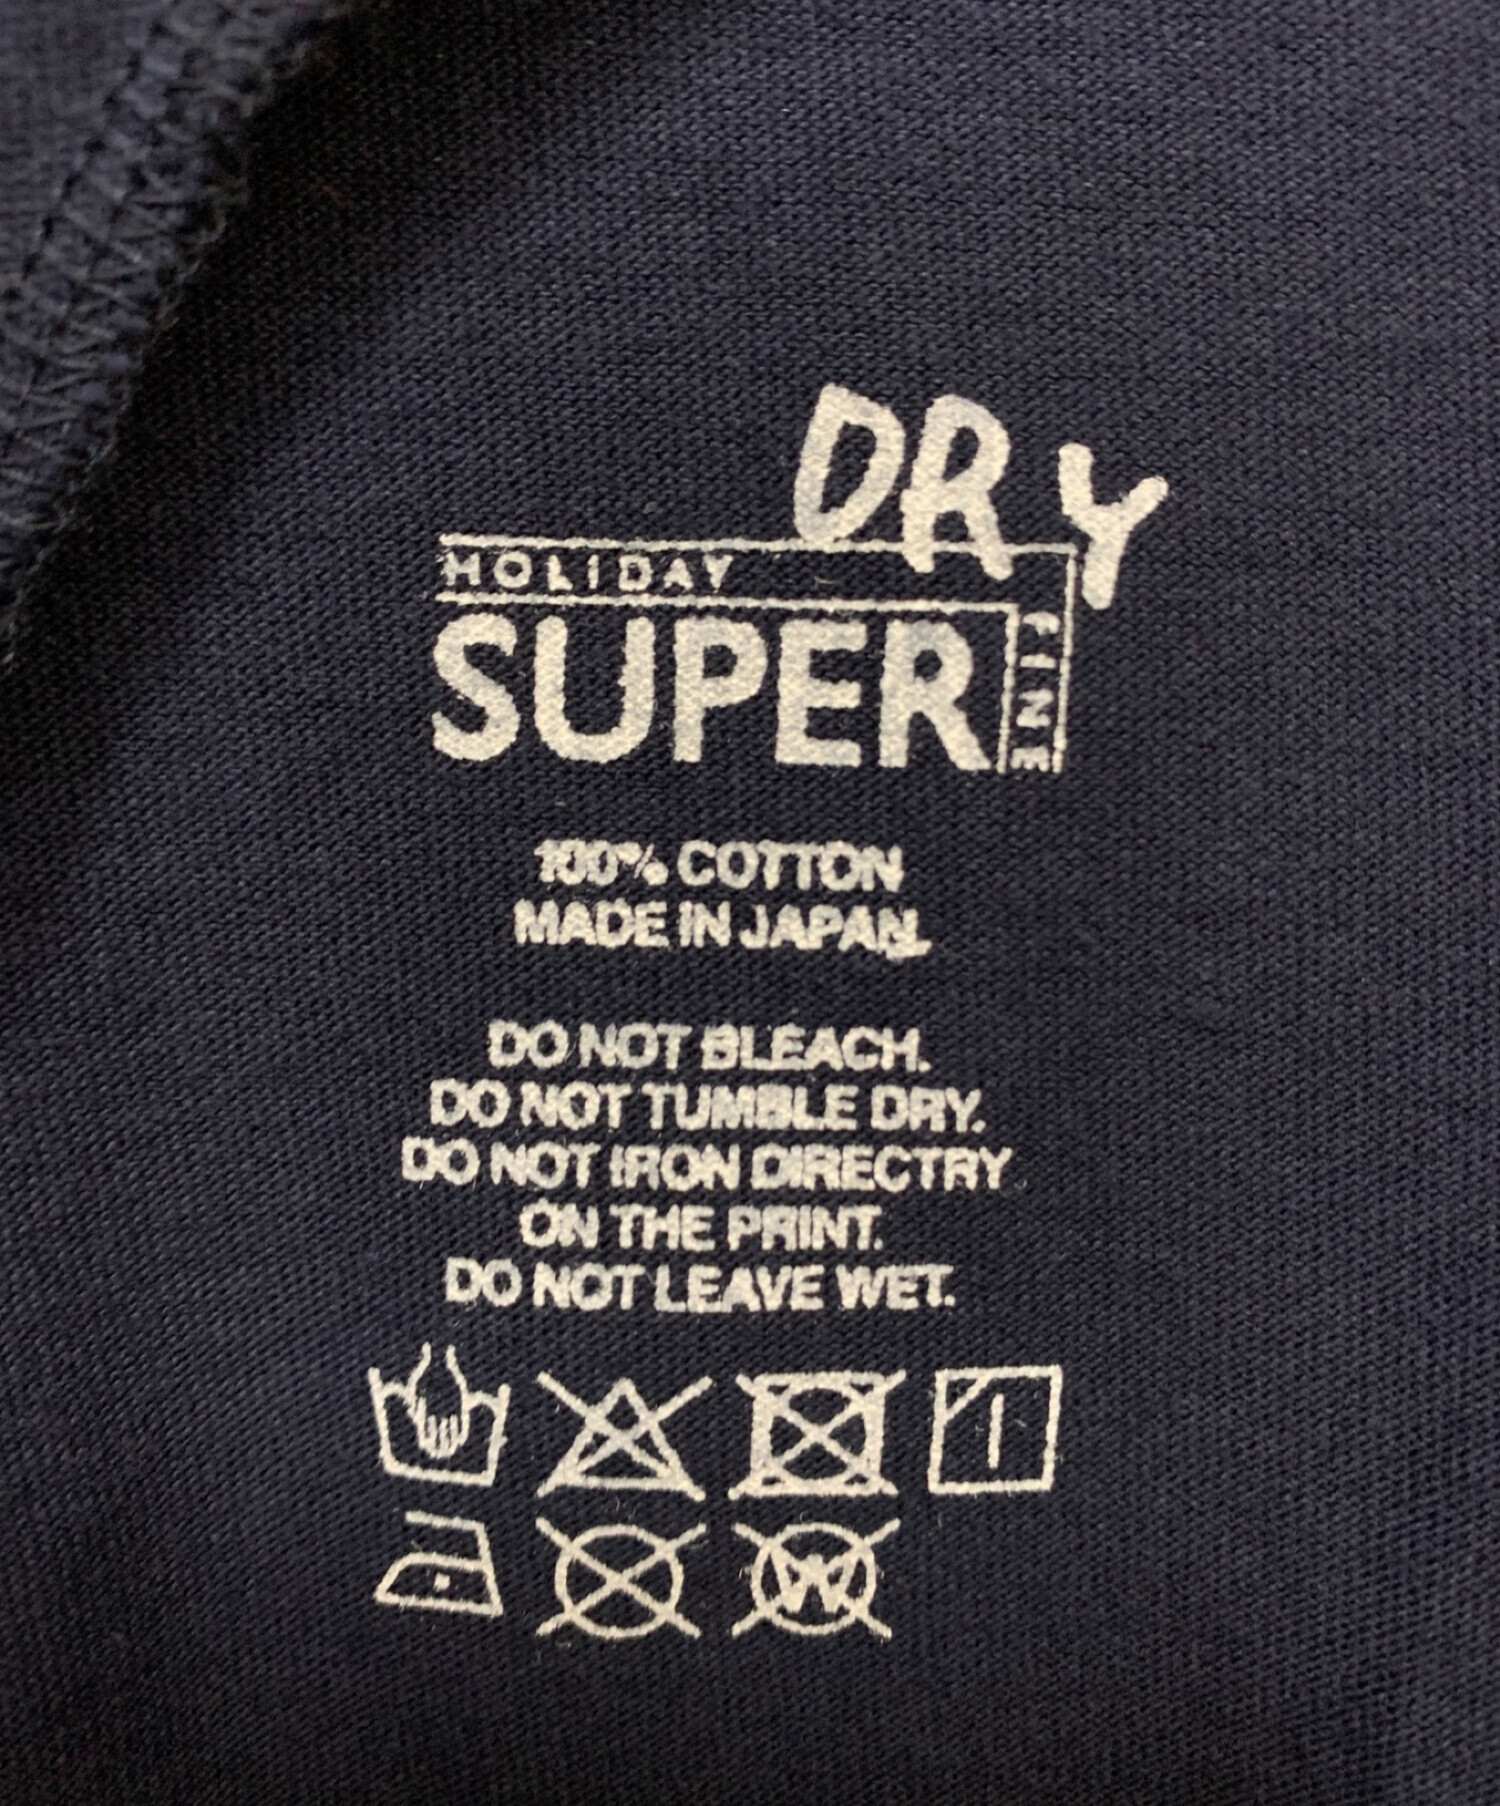 DRY
HOLIDAY
SUPER
FINE
100% COTTON
MADE IN JAPAN.
DO NOT BLEACH.
DO NOT TUMBLE DRY.
DO NOT IRON DIRECTRY
ON THE PRINT.
DO NOT LEAVE WET.
W